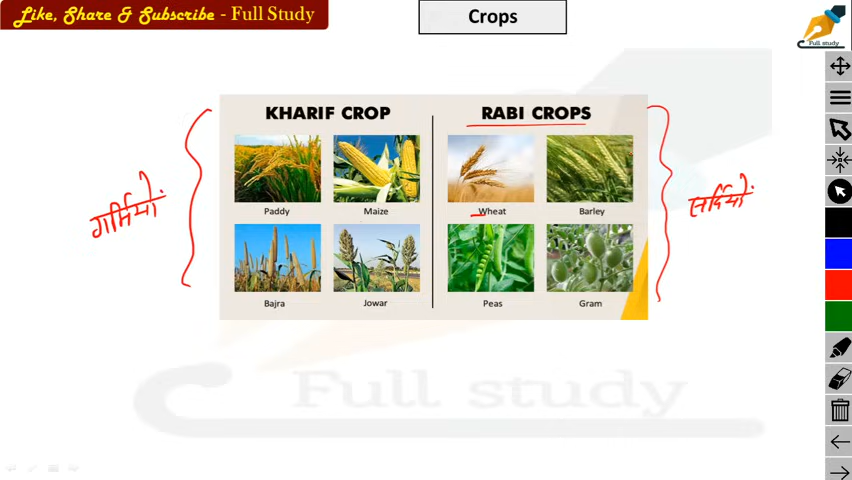 Like, Share & Subscribe - Full Study
Crops
Full study
KHARIF CROP
RABI CROPS
Paddy
Maize
Wheat
Barley
गर्मियों
सर्दियों
Bajra
Jowar
Peas
Gram
Full study